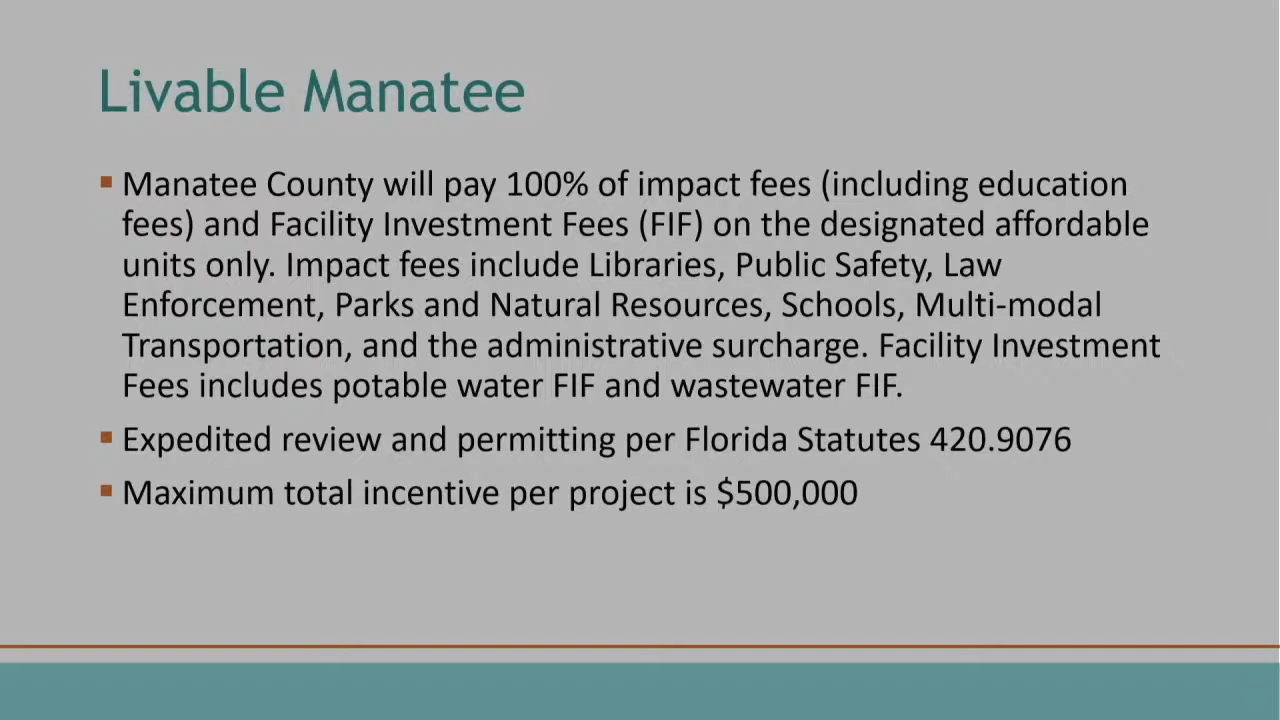 Livable Manatee
▪ Manatee County will pay 100% of impact fees (including education
fees) and Facility Investment Fees (FIF) on the designated affordable
units only. Impact fees include Libraries, Public Safety, Law
Enforcement, Parks and Natural Resources, Schools, Multi-modal
Transportation, and the administrative surcharge. Facility Investment
Fees includes potable water FIF and wastewater FIF.
▪ Expedited review and permitting per Florida Statutes 420.9076
▪ Maximum total incentive per project is $500,000